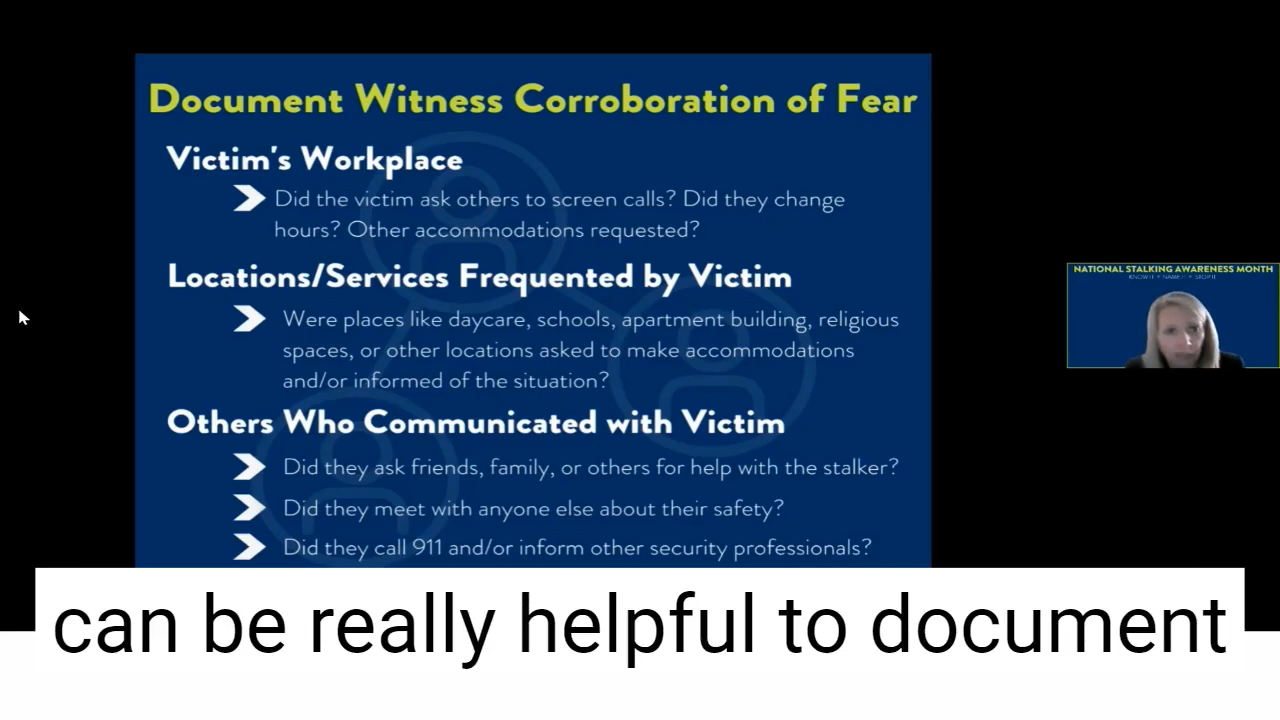 Document Witness Corroboration of Fear
Victim's Workplace
Did the victim ask others to screen calls? Did they change
hours? Other accommodations requested?
Locations/Services Frequented by Victim
Were places like daycare, schools, apartment building, religious
spaces, or other locations asked to make accommodations
and/or informed of the situation?
Others Who Communicated with Victim
Did they ask friends, family, or others for help with the stalker?
Did they meet with anyone else about their safety?
Did they call 911 and/or inform other security professionals?
NATIONAL STALKING AWARENESS MONTH
can be really helpful to document